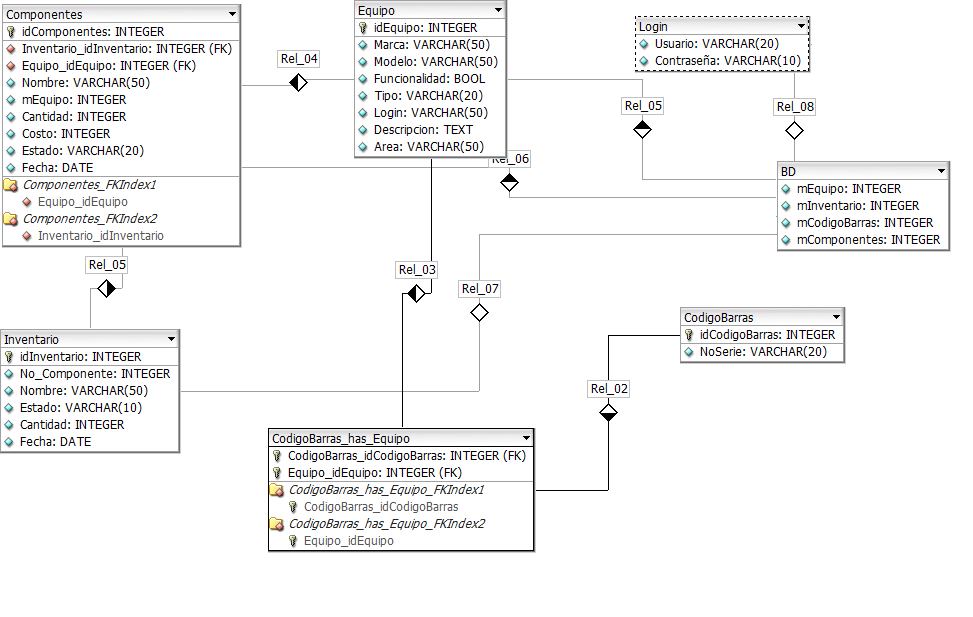 Componentes
idComponentes: INTEGER
Inventario_idInventario: INTEGER (FK)
Equipo_idEquipo: INTEGER (FK)
Nombre: VARCHAR(50)
mEquipo: INTEGER
Cantidad: INTEGER
Costo: INTEGER
Estado: VARCHAR(20)
Fecha: DATE
Componentes_FKIndex1
Equipo_idEquipo
Componentes_FKIndex2
Inventario_idInventario
Rel_04
Equipo
idEquipo: INTEGER
Marca: VARCHAR(50)
Modelo: VARCHAR(50)
Funcionalidad: BOOL
Tipo: VARCHAR(20)
Login: VARCHAR(50)
Descripcion: TEXT
Area: VARCHAR(50)
Login
Usuario: VARCHAR(20)
Contraseña: VARCHAR(10)
Rel_05
Rel_08
Rel_06
BD
mEquipo: INTEGER
mInventario: INTEGER
mCodigoBarras: INTEGER
mComponentes: INTEGER
Rel_05
Rel_03
Rel_07
Inventario
idInventario: INTEGER
No_Componente: INTEGER
Nombre: VARCHAR(50)
Estado: VARCHAR(10)
Cantidad: INTEGER
Fecha: DATE
CodigoBarras
idCodigoBarras: INTEGER
NoSerie: VARCHAR(20)
Rel_02
CodigoBarras_has_Equipo
CodigoBarras_idCodigoBarras: INTEGER (FK)
Equipo_idEquipo: INTEGER (FK)
CodigoBarras_has_Equipo_FKIndex1
CodigoBarras_idCodigoBarras
CodigoBarras_has_Equipo_FKIndex2
Equipo_idEquipo